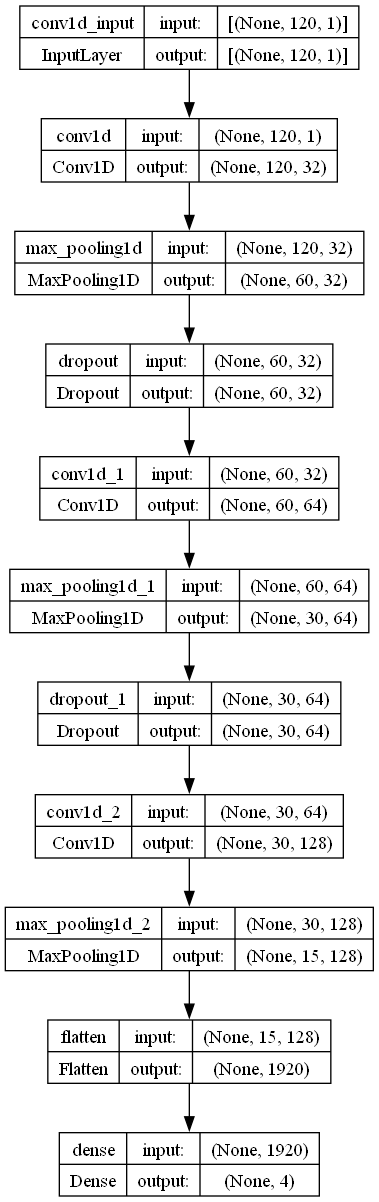 conv1d_input input: [(None, 120, 1)]
InputLayer output: [(None, 120, 1)]
conv1d input: (None, 120, 1)
Conv1D output: (None, 120, 32)
max_pooling1d input: (None, 120, 32)
MaxPooling1D output: (None, 60, 32)
dropout input: (None, 60, 32)
Dropout output: (None, 60, 32)
conv1d_1 input: (None, 60, 32)
Conv1D output: (None, 60, 64)
max_pooling1d_1 input: (None, 60, 64)
MaxPooling1D output: (None, 30, 64)
dropout_1 input: (None, 30, 64)
Dropout output: (None, 30, 64)
conv1d_2 input: (None, 30, 64)
Conv1D output: (None, 30, 128)
max_pooling1d_2 input: (None, 30, 128)
MaxPooling1D output: (None, 15, 128)
flatten input: (None, 15, 128)
Flatten output: (None, 1920)
dense input: (None, 1920)
Dense output: (None, 4)